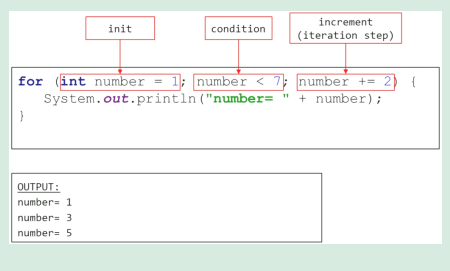 init
condition
increment
(iteration step)
for (int number = 1; number < 7; number += 2) {
System.out.println("number= " + number);
}
OUTPUT:
number= 1
number= 3
number= 5